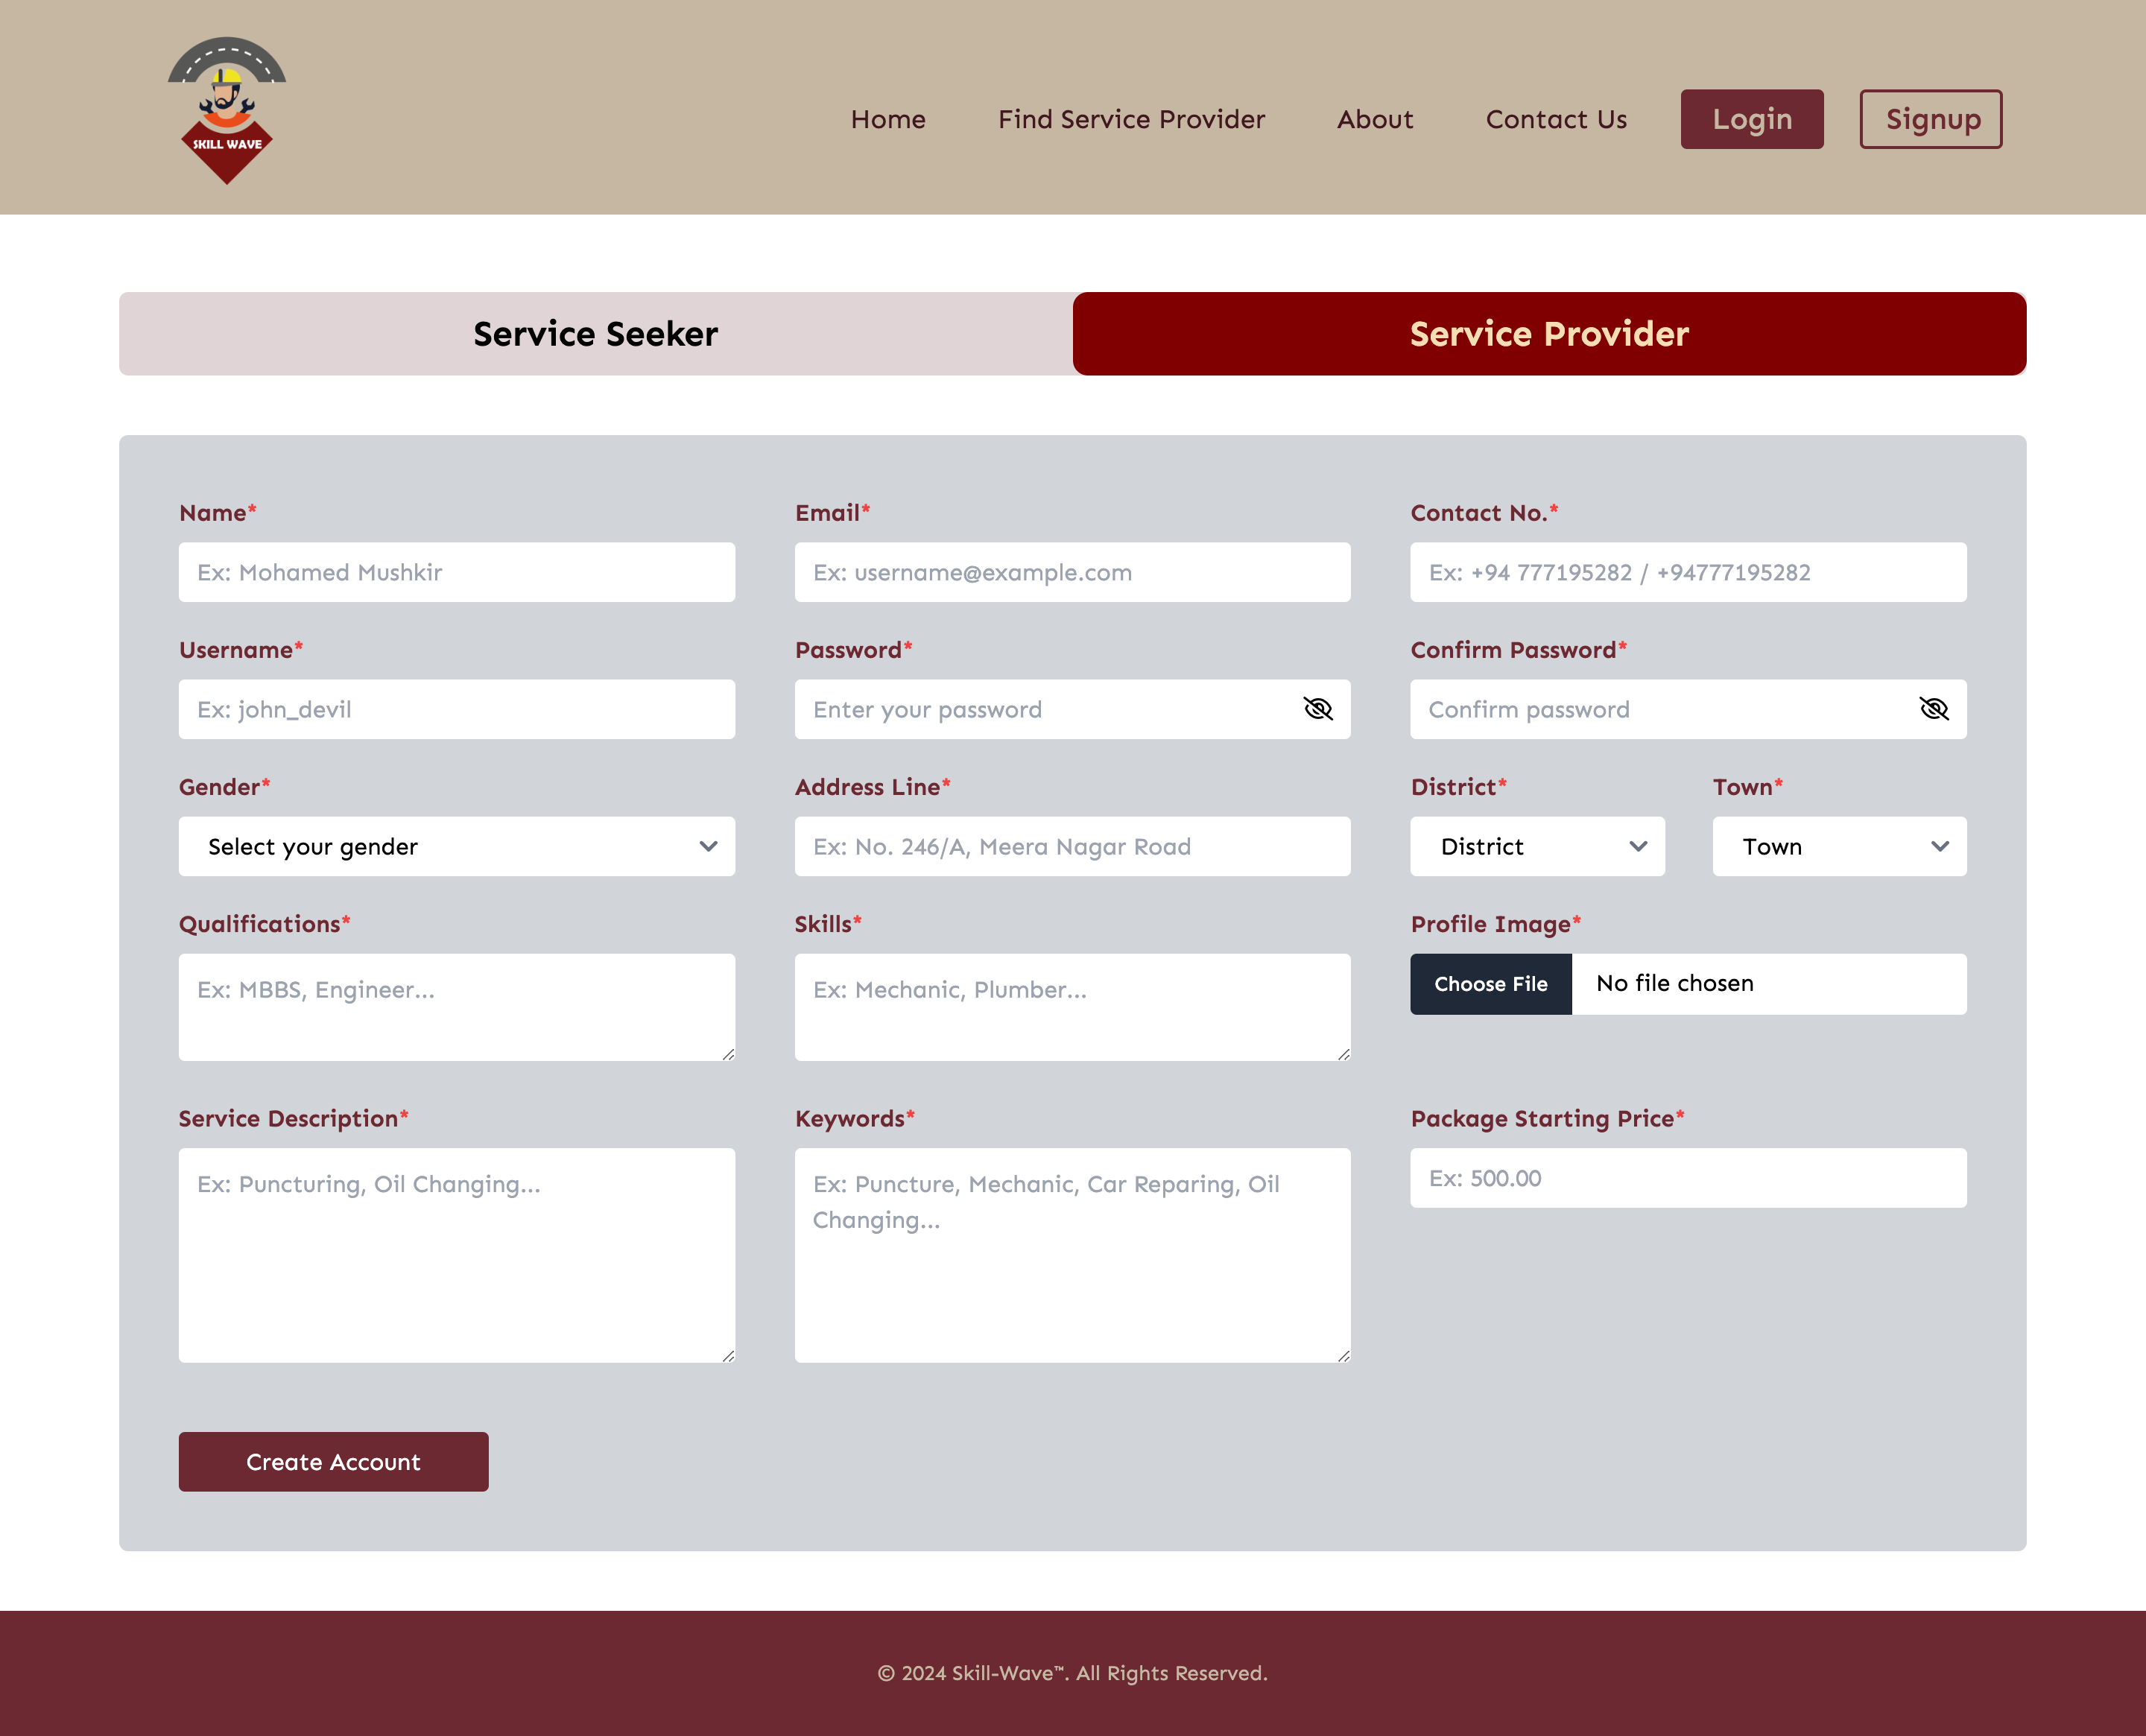 SKILL WAVE
Home Find Service Provider About Contact Us Login Signup
Service Seeker Service Provider
Name* Email* Contact No.*
Ex: Mohamed Mushkir Ex: username@example.com Ex: +94 777195282 / +94777195282
Username* Password* Confirm Password*
Ex: john_devil Enter your password Confirm password
Gender* Address Line* District* Town*
Select your gender Ex: No. 246/A, Meera Nagar Road District Town
Qualifications* Skills* Profile Image*
Ex: MBBS, Engineer... Ex: Mechanic, Plumber... Choose File No file chosen
Service Description* Keywords* Package Starting Price*
Ex: Puncturing, Oil Changing... Ex: Puncture, Mechanic, Car Reparing, Oil Ex: 500.00
Changing...
Create Account
© 2024 Skill-Wave™. All Rights Reserved.